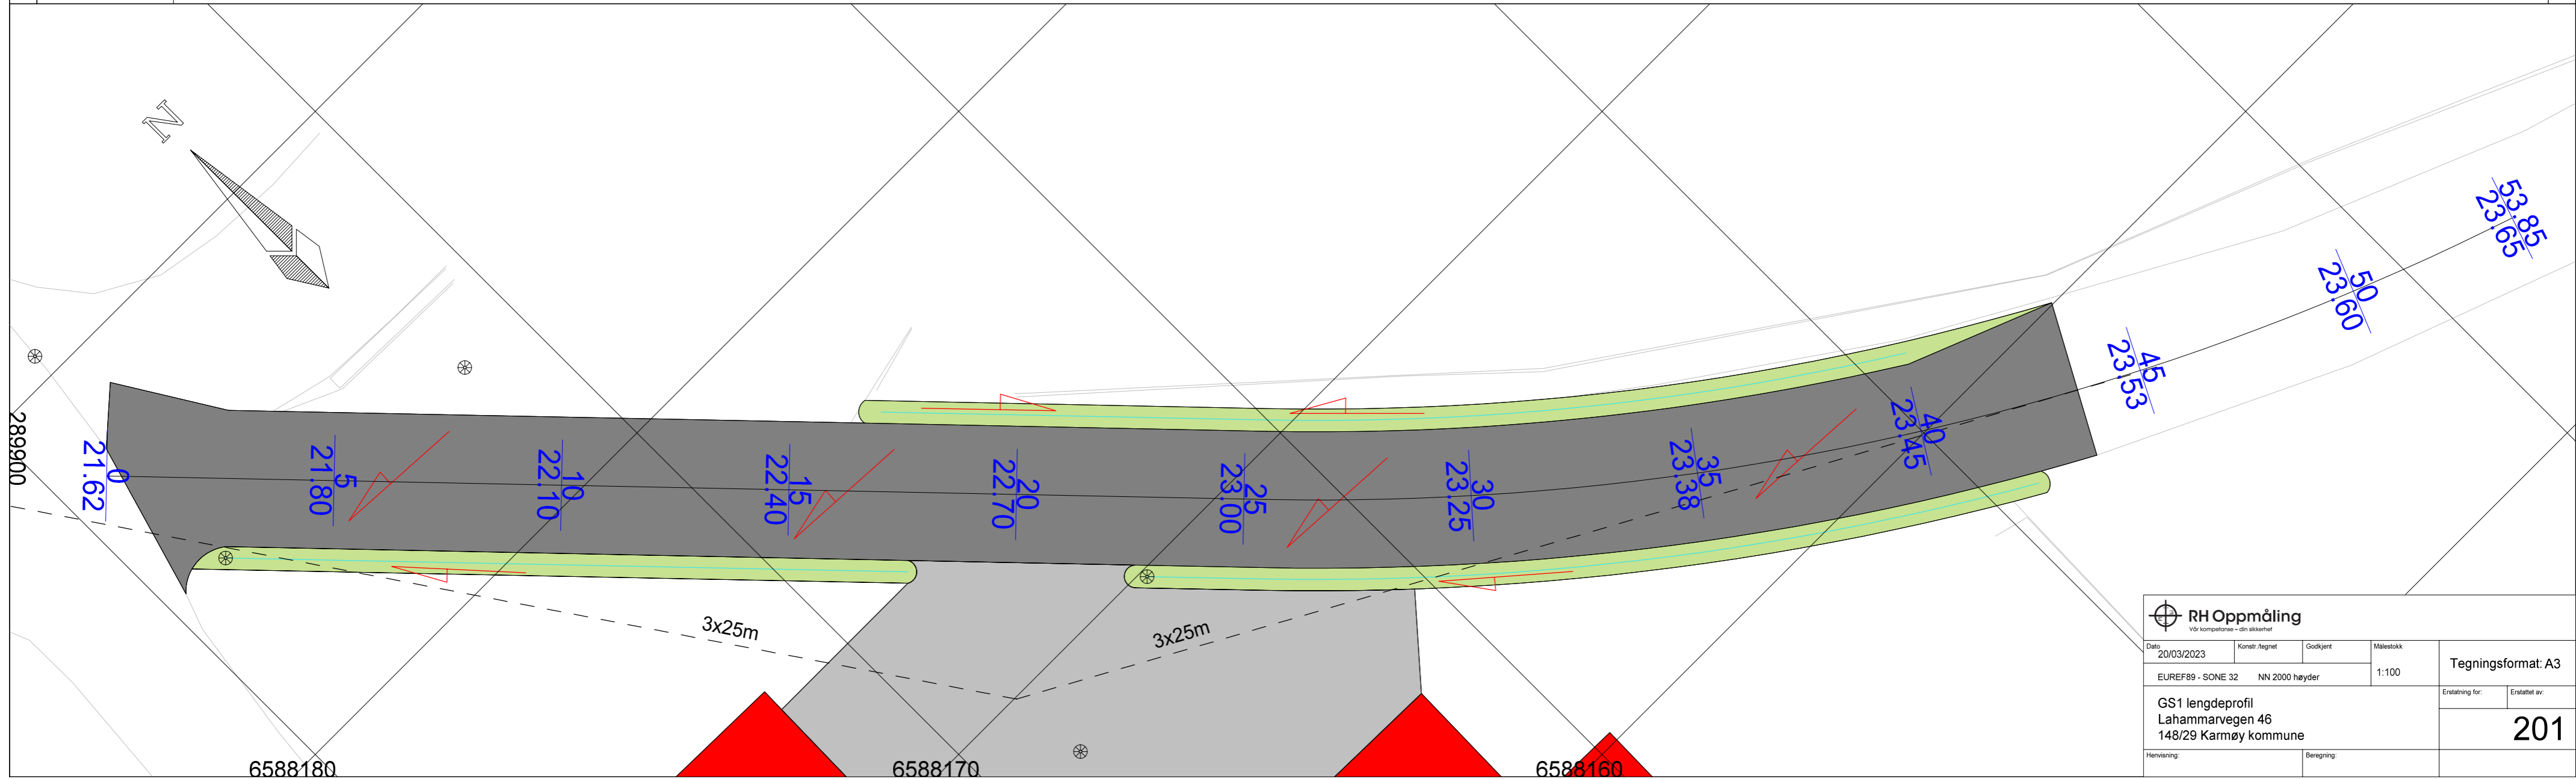 N
289900
0
21.62
5
21.80
10
22.10
15
22.40
20
22.70
25
23.00
30
23.25
35
23.38
40
23.45
45
23.53
50
23.60
53.85
23.65
3x25m
3x25m
6588180
6588170
6588160
RH Oppmåling
Vår kompetanse – din sikkerhet
Dato
20/03/2023
Konstr./tegnet
Godkjent
Målestokk
1:100
Tegningsformat: A3
EUREF89 - SONE 32 NN 2000 høyder
Erstatning for:
Erstattet av:
GS1 lengdeprofil
Lahammarvegen 46
148/29 Karmøy kommune
201
Henvisning:
Beregning: